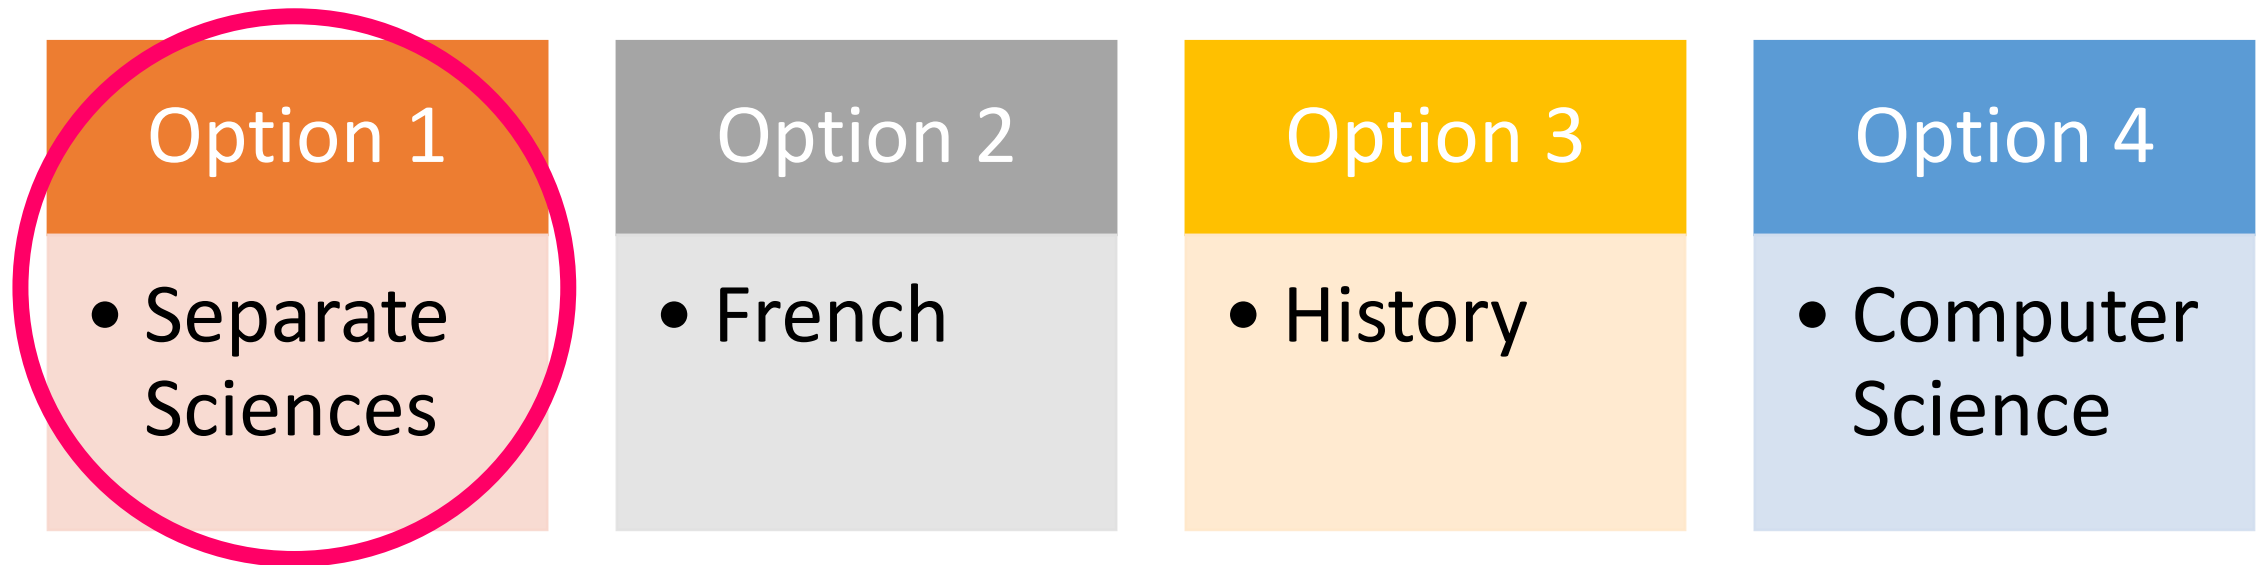 Option 1
• Separate
Sciences
Option 2
• French
Option 3
• History
Option 4
• Computer
Science